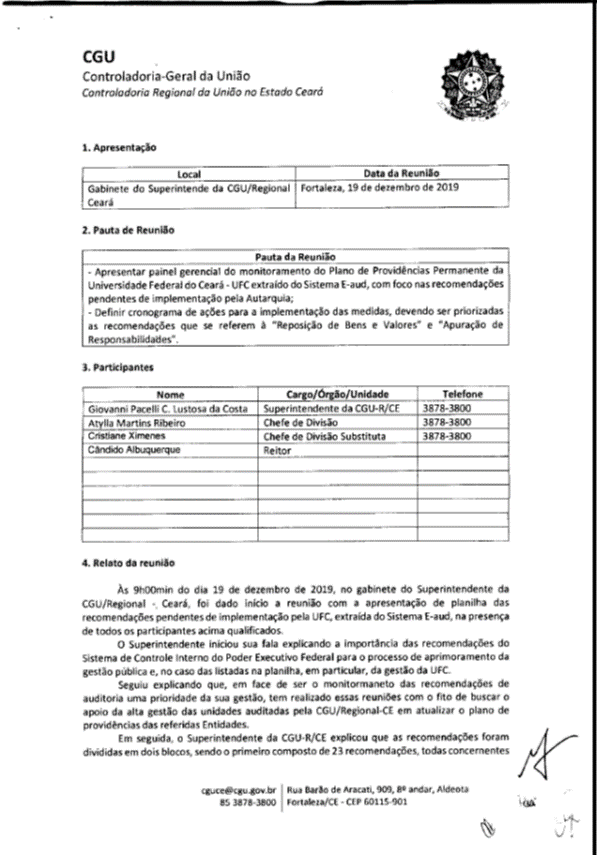 CGU
Controladoria-Geral da União
Controladoria Regional da União no Estado Ceará
1. Apresentação
Local Data da Reunião
Gabinete do Superintende da CGU/Regional Fortaleza, 19 de dezembro de 2019
Ceará
2. Pauta de Reunião
Pauta da Reunião
- Apresentar painel gerencial do monitoramento do Plano de Providências Permanente da
Universidade Federal do Ceará - UFC extraído do Sistema E-aud, com foco nas recomendações
pendentes de implementação pela Autarquia;
- Definir cronograma de ações para a implementação das medidas, devendo ser priorizadas
as recomendações que se referem à "Reposição de Bens e Valores" e "Apuração de
Responsabilidades".
3. Participantes
Nome Cargo/Órgão/Unidade Telefone
Giovanni Pacelli C. Lustosa da Costa Superintendente da CGU-R/CE 3878-3800
Atylla Martins Ribeiro Chefe de Divisão 3878-3800
Cristiane Ximenes Chefe de Divisão Substituta 3878-3800
Cândido Albuquerque Reitor
4. Relato da reunião
Às 9h00min do dia 19 de dezembro de 2019, no gabinete do Superintendente da
CGU/Regional - Ceará, foi dado início a reunião com a apresentação de planilha das
recomendações pendentes de implementação pela UFC, extraída do Sistema E-aud, na presença
de todos os participantes acima qualificados.
O Superintendente iniciou sua fala explicando a importância das recomendações do
Sistema de Controle Interno do Poder Executivo Federal para o processo de aprimoramento da
gestão pública e, no caso das listadas na planilha, em particular, da gestão da UFC.
Seguiu explicando que, em face de ser o monitormaneto das recomendações de
auditoria uma prioridade da sua gestão, tem realizado essas reuniões com o fito de buscar o
apoio da alta gestão das unidades auditadas pela CGU/Regional-CE em atualizar o plano de
providências das referidas Entidades.
Em seguida, o Superintendente da CGU-R/CE explicou que as recomendações foram
divididas em dois blocos, sendo o primeiro composto de 23 recomendações, todas concernentes
cguce@cgu.gov.br Rua Barão de Aracati, 909, 8º andar, Aldeota
85 3878-3800 Fortaleza/CE - CEP 60115-901